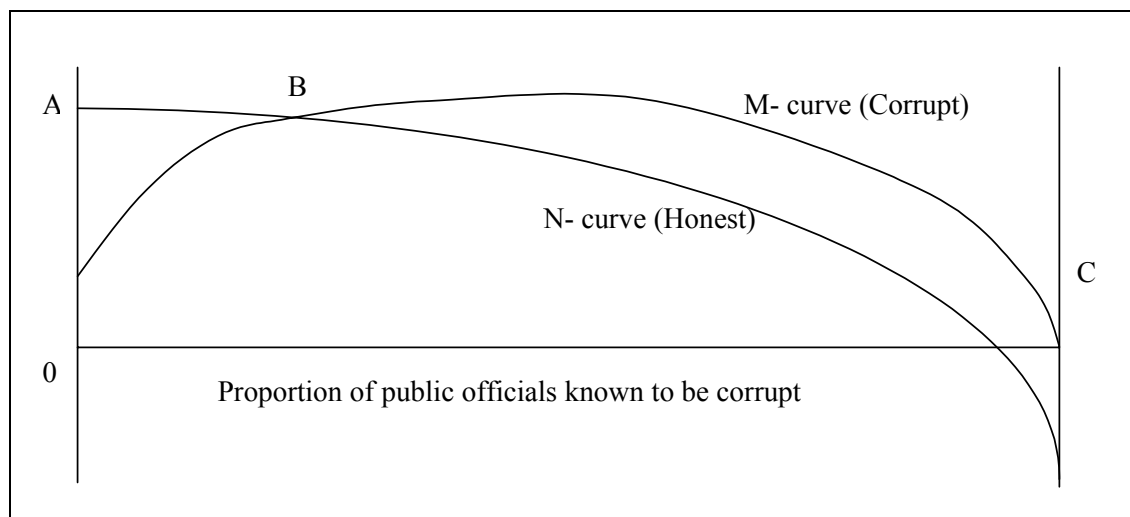 B
A
M- curve (Corrupt)
N- curve (Honest)
C
0
Proportion of public officials known to be corrupt